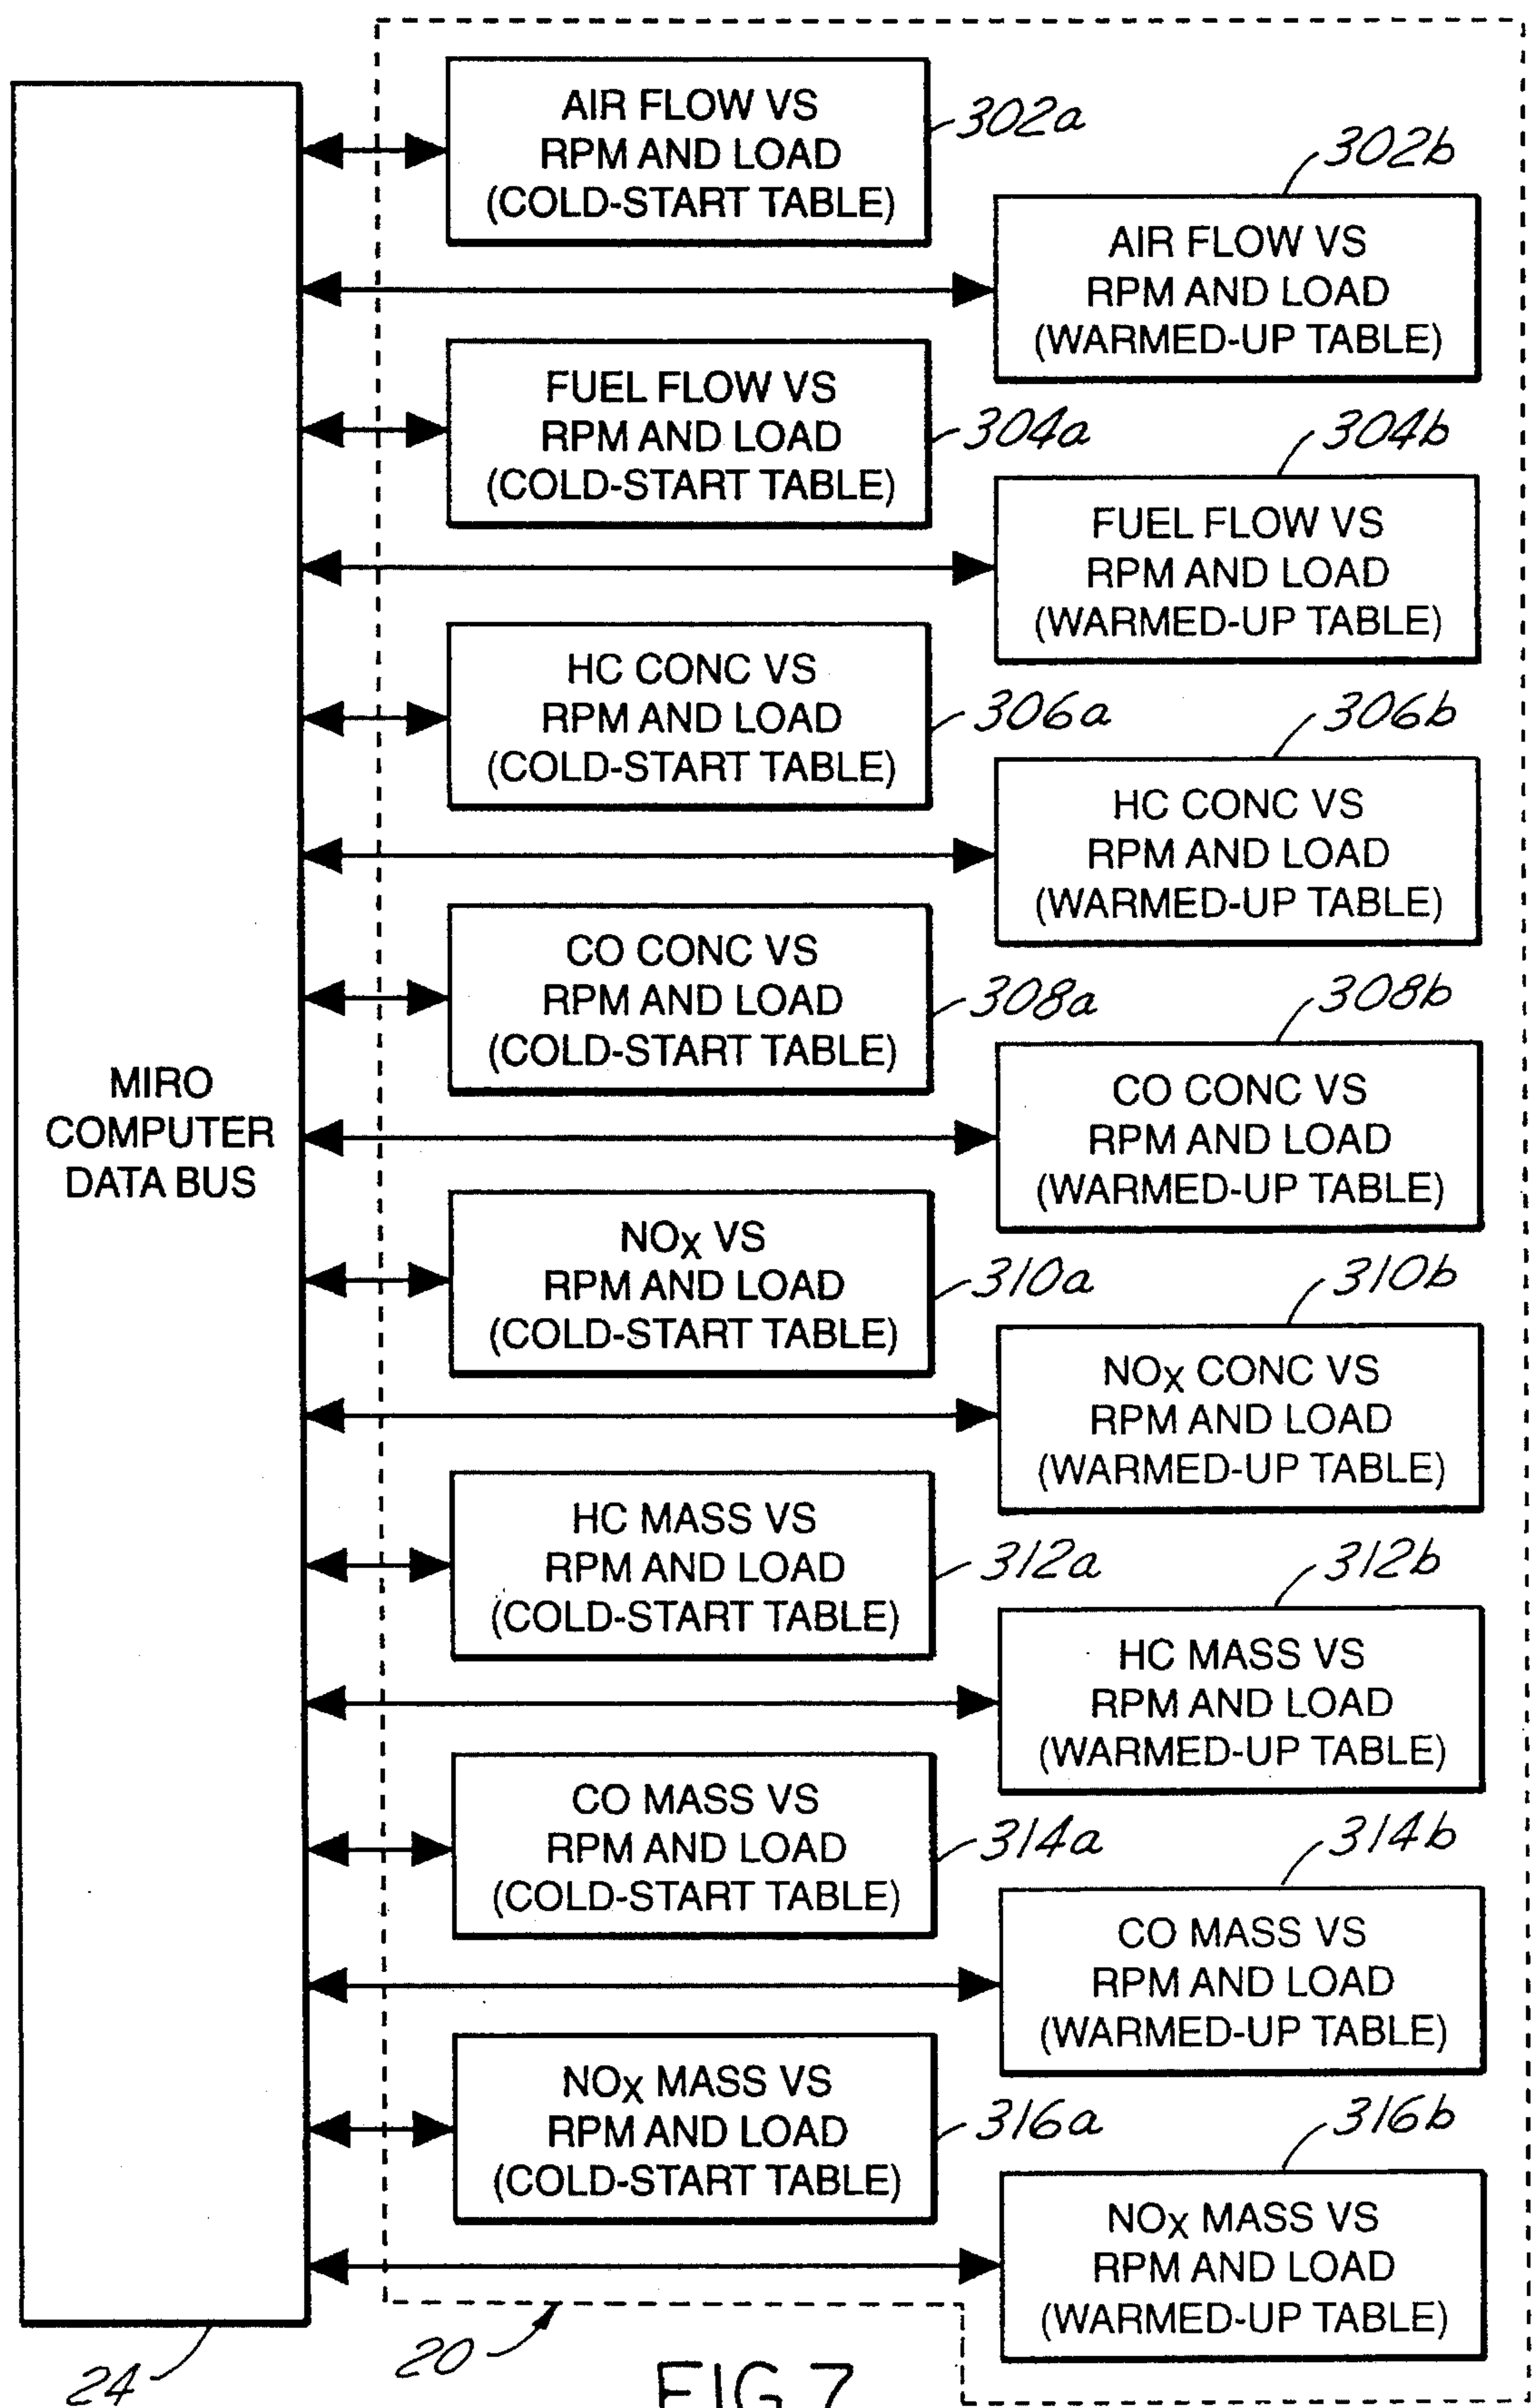 AIR FLOW VS
RPM AND LOAD
(COLD-START TABLE)
302a
302b
AIR FLOW VS
RPM AND LOAD
(WARMED-UP TABLE)
FUEL FLOW VS
RPM AND LOAD
(COLD-START TABLE)
304a
304b
FUEL FLOW VS
RPM AND LOAD
(WARMED-UP TABLE)
HC CONC VS
RPM AND LOAD
(COLD-START TABLE)
306a
306b
HC CONC VS
RPM AND LOAD
(WARMED-UP TABLE)
CO CONC VS
RPM AND LOAD
(COLD-START TABLE)
308a
308b
CO CONC VS
RPM AND LOAD
(WARMED-UP TABLE)
MIRO
COMPUTER
DATA BUS
NOX VS
RPM AND LOAD
(COLD-START TABLE)
310a
310b
NOX CONC VS
RPM AND LOAD
(WARMED-UP TABLE)
HC MASS VS
RPM AND LOAD
(COLD-START TABLE)
312a
312b
HC MASS VS
RPM AND LOAD
(WARMED-UP TABLE)
CO MASS VS
RPM AND LOAD
(COLD-START TABLE)
314a
314b
CO MASS VS
RPM AND LOAD
(WARMED-UP TABLE)
NOX MASS VS
RPM AND LOAD
(COLD-START TABLE)
316a
316b
NOX MASS VS
RPM AND LOAD
(WARMED-UP TABLE)
24
20
FIG. 7